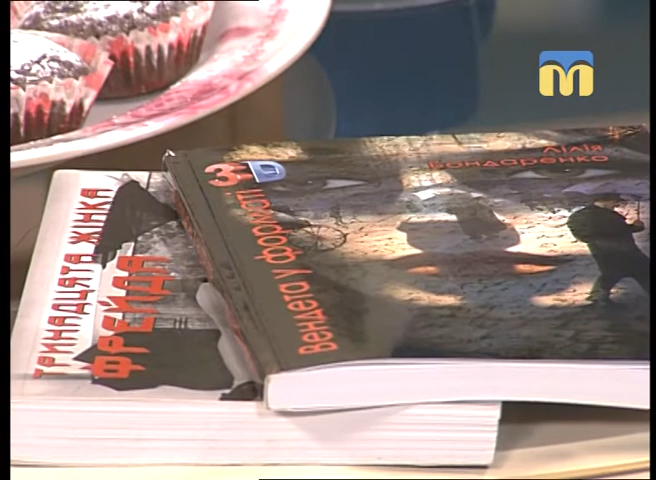 Лілія
Бондаренко
Вендета у форматі 3D
ТРИНАДЦЯТА ЖІНКА
ФРЕЙДА